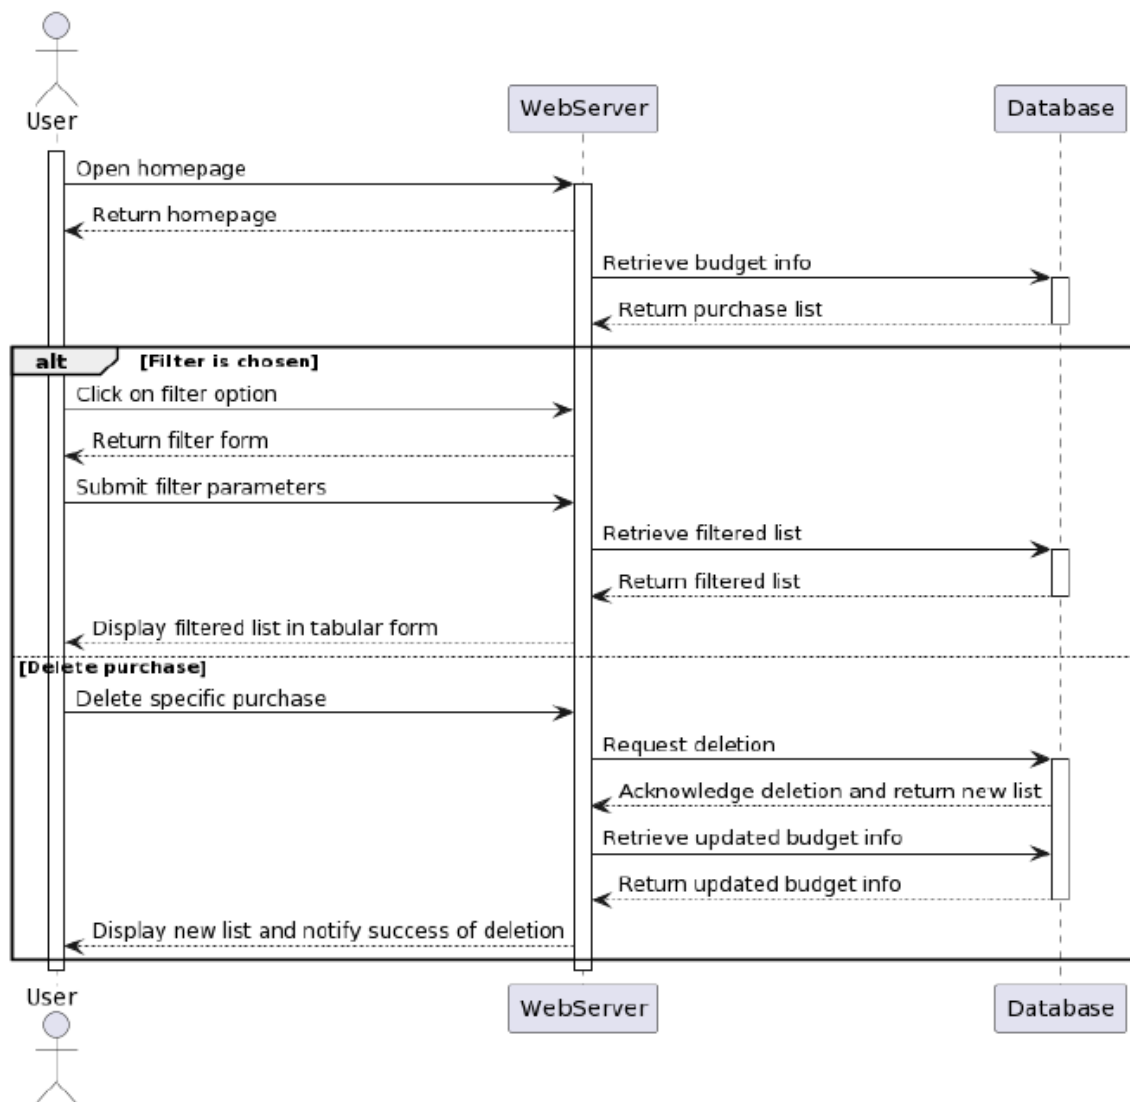 User
WebServer
Database
Open homepage
Return homepage
Retrieve budget info
Return purchase list
alt
[Filter is chosen]
Click on filter option
Return filter form
Submit filter parameters
Retrieve filtered list
Return filtered list
Display filtered list in tabular form
[Delete purchase]
Delete specific purchase
Request deletion
Acknowledge deletion and return new list
Retrieve updated budget info
Return updated budget info
Display new list and notify success of deletion
User
WebServer
Database